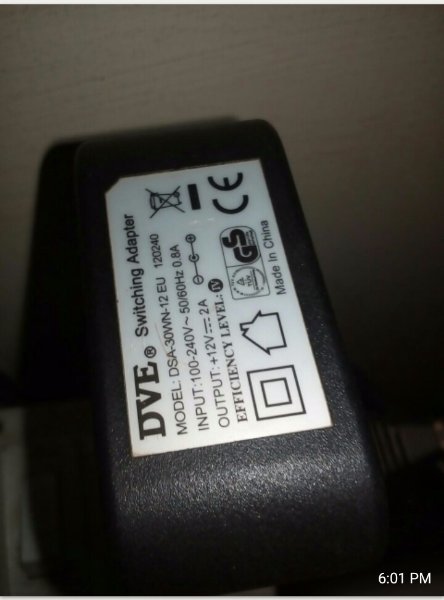 DVE® Switching Adapter
MODEL: DSA-30WN-12 EU 120240
INPUT:100-240V~50/60Hz 0.8A
OUTPUT:+12V⎓2A
EFFICIENCY LEVEL: IV
CE
GS
Made In China
6:01 PM